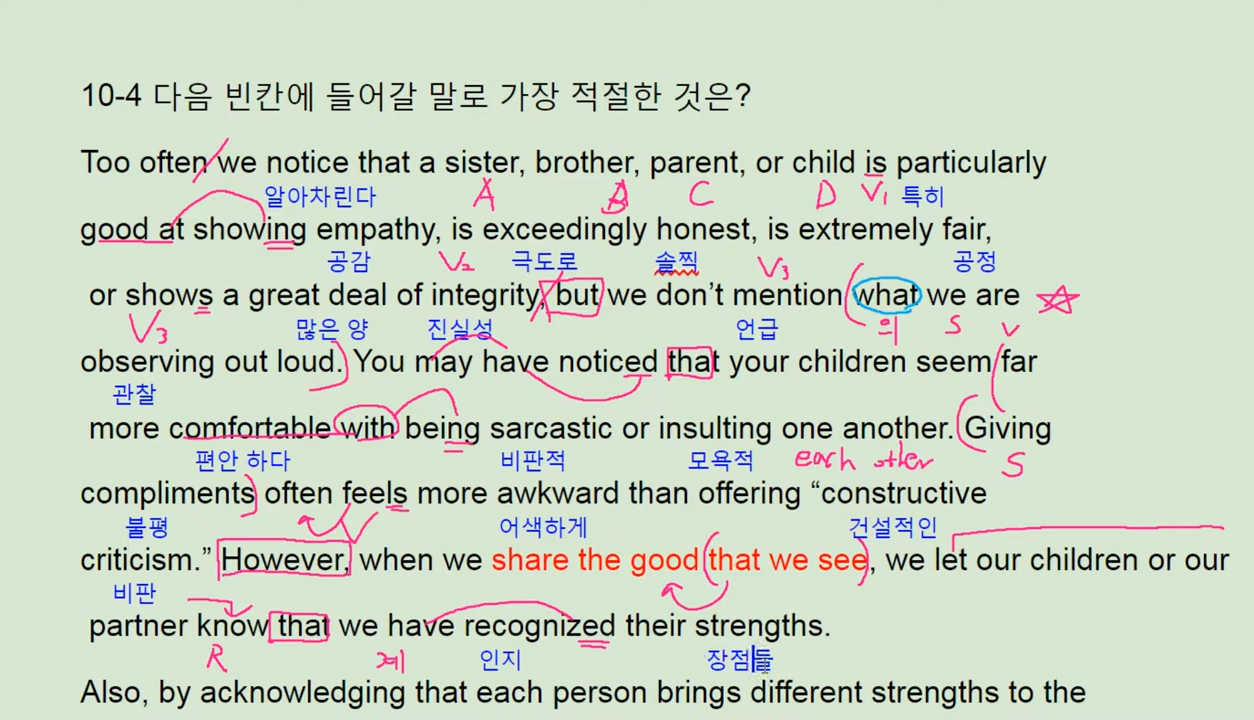 10-4 다음 빈칸에 들어갈 말로 가장 적절한 것은?
Too often we notice that a sister, brother, parent, or child is particularly
알아차린다 A B C D V₁ 특히
good at showing empathy, is exceedingly honest, is extremely fair,
공감 V₂ 극도로 솔찍 V₃ 공정
or shows a great deal of integrity, but we don't mention what we are ☆
V₃ 많은 양 진실성 언급 의 S V
observing out loud. You may have noticed that your children seem far
관찰
more comfortable with being sarcastic or insulting one another. Giving
편안 하다 비판적 모욕적 each other S
compliments often feels more awkward than offering “constructive
불평 V 어색하게 건설적인
criticism.” However, when we share the good that we see, we let our children or our
비판
partner know that we have recognized their strengths.
R 계 인지 장점들
Also, by acknowledging that each person brings different strengths to the